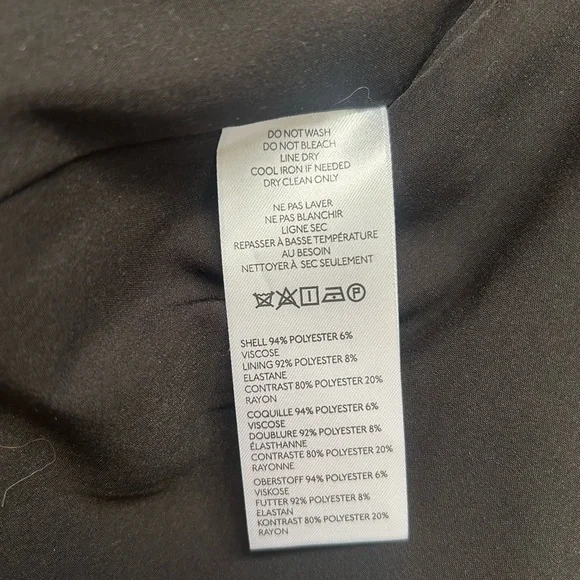 DO NOT WASH
DO NOT BLEACH
LINE DRY
COOL IRON IF NEEDED
DRY CLEAN ONLY
NE PAS LAVER
NE PAS BLANCHIR
LIGNE SEC
REPASSER À BASSE TEMPÉRATURE
AU BESOIN
NETTOYER À SEC SEULEMENT
P
SHELL 94% POLYESTER 6%
VISCOSE
LINING 92% POLYESTER 8%
ELASTANE
CONTRAST 80% POLYESTER 20%
RAYON
COQUILLE 94% POLYESTER 6%
VISCOSE
DOUBLURE 92% POLYESTER 8%
ÉLASTHANNE
CONTRASTE 80% POLYESTER 20%
RAYONNE
OBERSTOFF 94% POLYESTER 6%
VISKOSE
FUTTER 92% POLYESTER 8%
ELASTAN
KONTRAST 80% POLYESTER 20%
RAYON